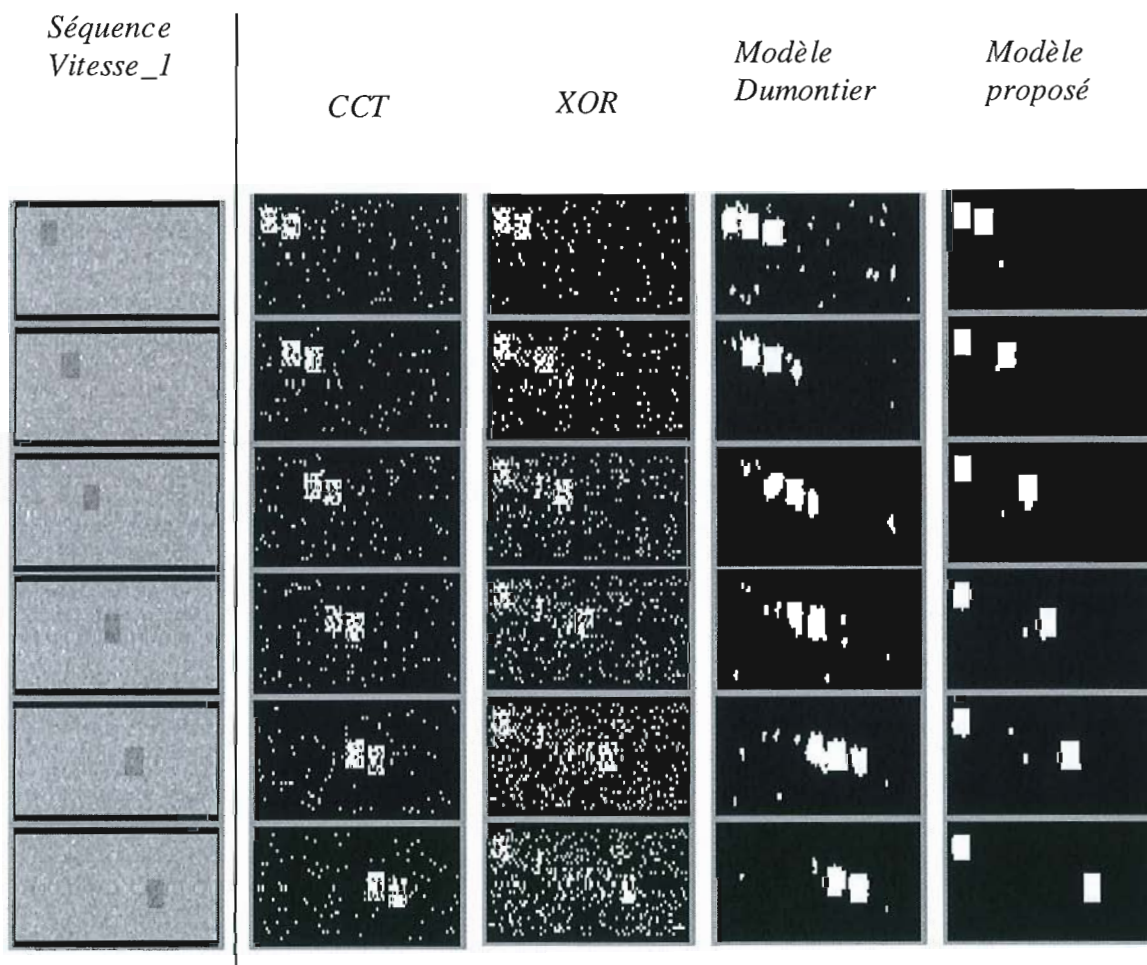 Séquence
Vitesse_1
CCT
XOR
Modèle
Dumontier
Modèle
proposé